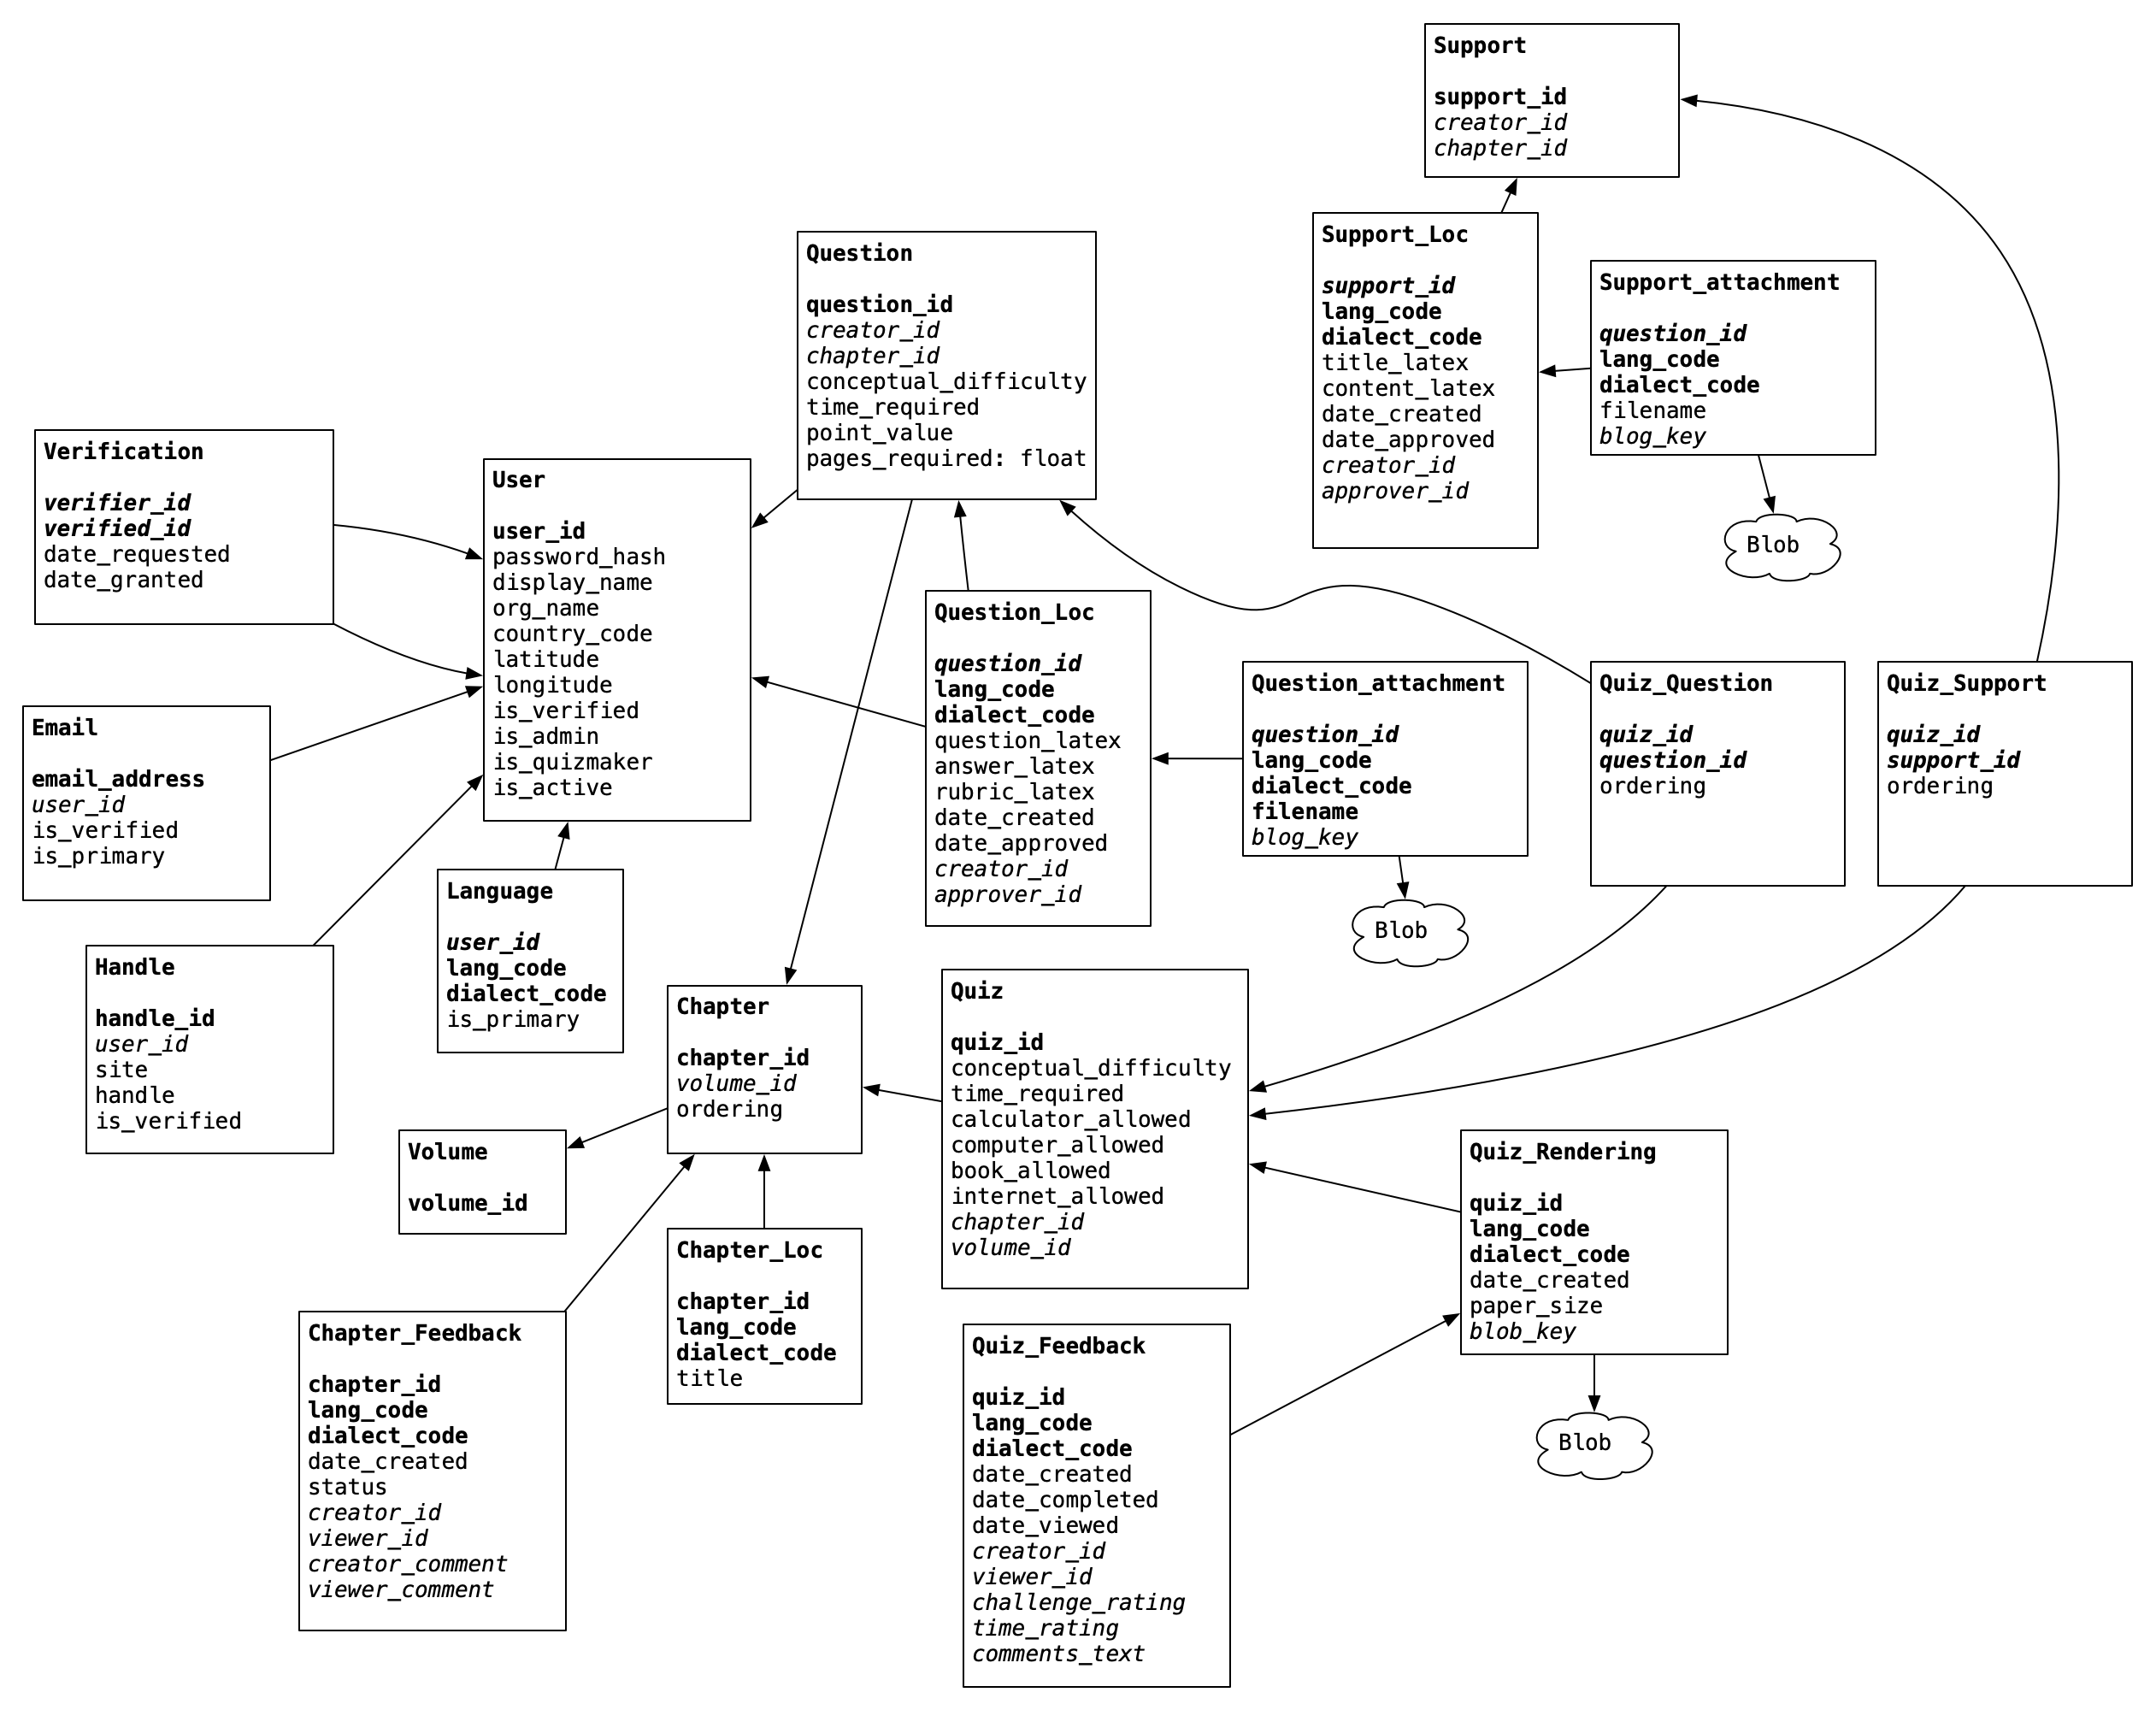 Support
support_id
creator_id
chapter_id
Support_Loc
support_id
lang_code
dialect_code
title_latex
content_latex
date_created
date_approved
creator_id
approver_id
Support_attachment
question_id
lang_code
dialect_code
filename
blog_key
Blob
Question
question_id
creator_id
chapter_id
conceptual_difficulty
time_required
point_value
pages_required: float
Verification
verifier_id
verified_id
date_requested
date_granted
User
user_id
password_hash
display_name
org_name
country_code
latitude
longitude
is_verified
is_admin
is_quizmaker
is_active
Question_Loc
question_id
lang_code
dialect_code
question_latex
answer_latex
rubric_latex
date_created
date_approved
creator_id
approver_id
Question_attachment
question_id
lang_code
dialect_code
filename
blog_key
Blob
Quiz_Question
quiz_id
question_id
ordering
Quiz_Support
quiz_id
support_id
ordering
Email
email_address
user_id
is_verified
is_primary
Language
user_id
lang_code
dialect_code
is_primary
Handle
handle_id
user_id
site
handle
is_verified
Chapter
chapter_id
volume_id
ordering
Quiz
quiz_id
conceptual_difficulty
time_required
calculator_allowed
computer_allowed
book_allowed
internet_allowed
chapter_id
volume_id
Volume
volume_id
Quiz_Rendering
quiz_id
lang_code
dialect_code
date_created
paper_size
blob_key
Blob
Chapter_Loc
chapter_id
lang_code
dialect_code
title
Chapter_Feedback
chapter_id
lang_code
dialect_code
date_created
status
creator_id
viewer_id
creator_comment
viewer_comment
Quiz_Feedback
quiz_id
lang_code
dialect_code
date_created
date_completed
date_viewed
creator_id
viewer_id
challenge_rating
time_rating
comments_text